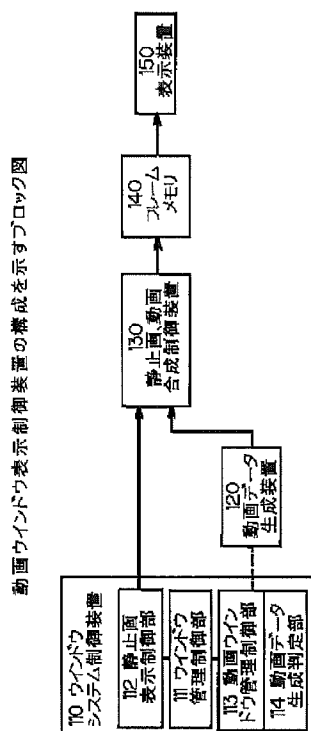 動画ウインドウ表示制御装置の構成を示すブロック図
110 ウィンドウ
システム制御装置
112 静止画
表示制御部
111 ウィンドウ
管理制御部
113 動画ウイン
ドウ管理制御部
114 動画データ
生成判定部
120
動画データ
生成装置
130
静止画、動画
合成制御装置
140
フレーム
メモリ
150
表示装置